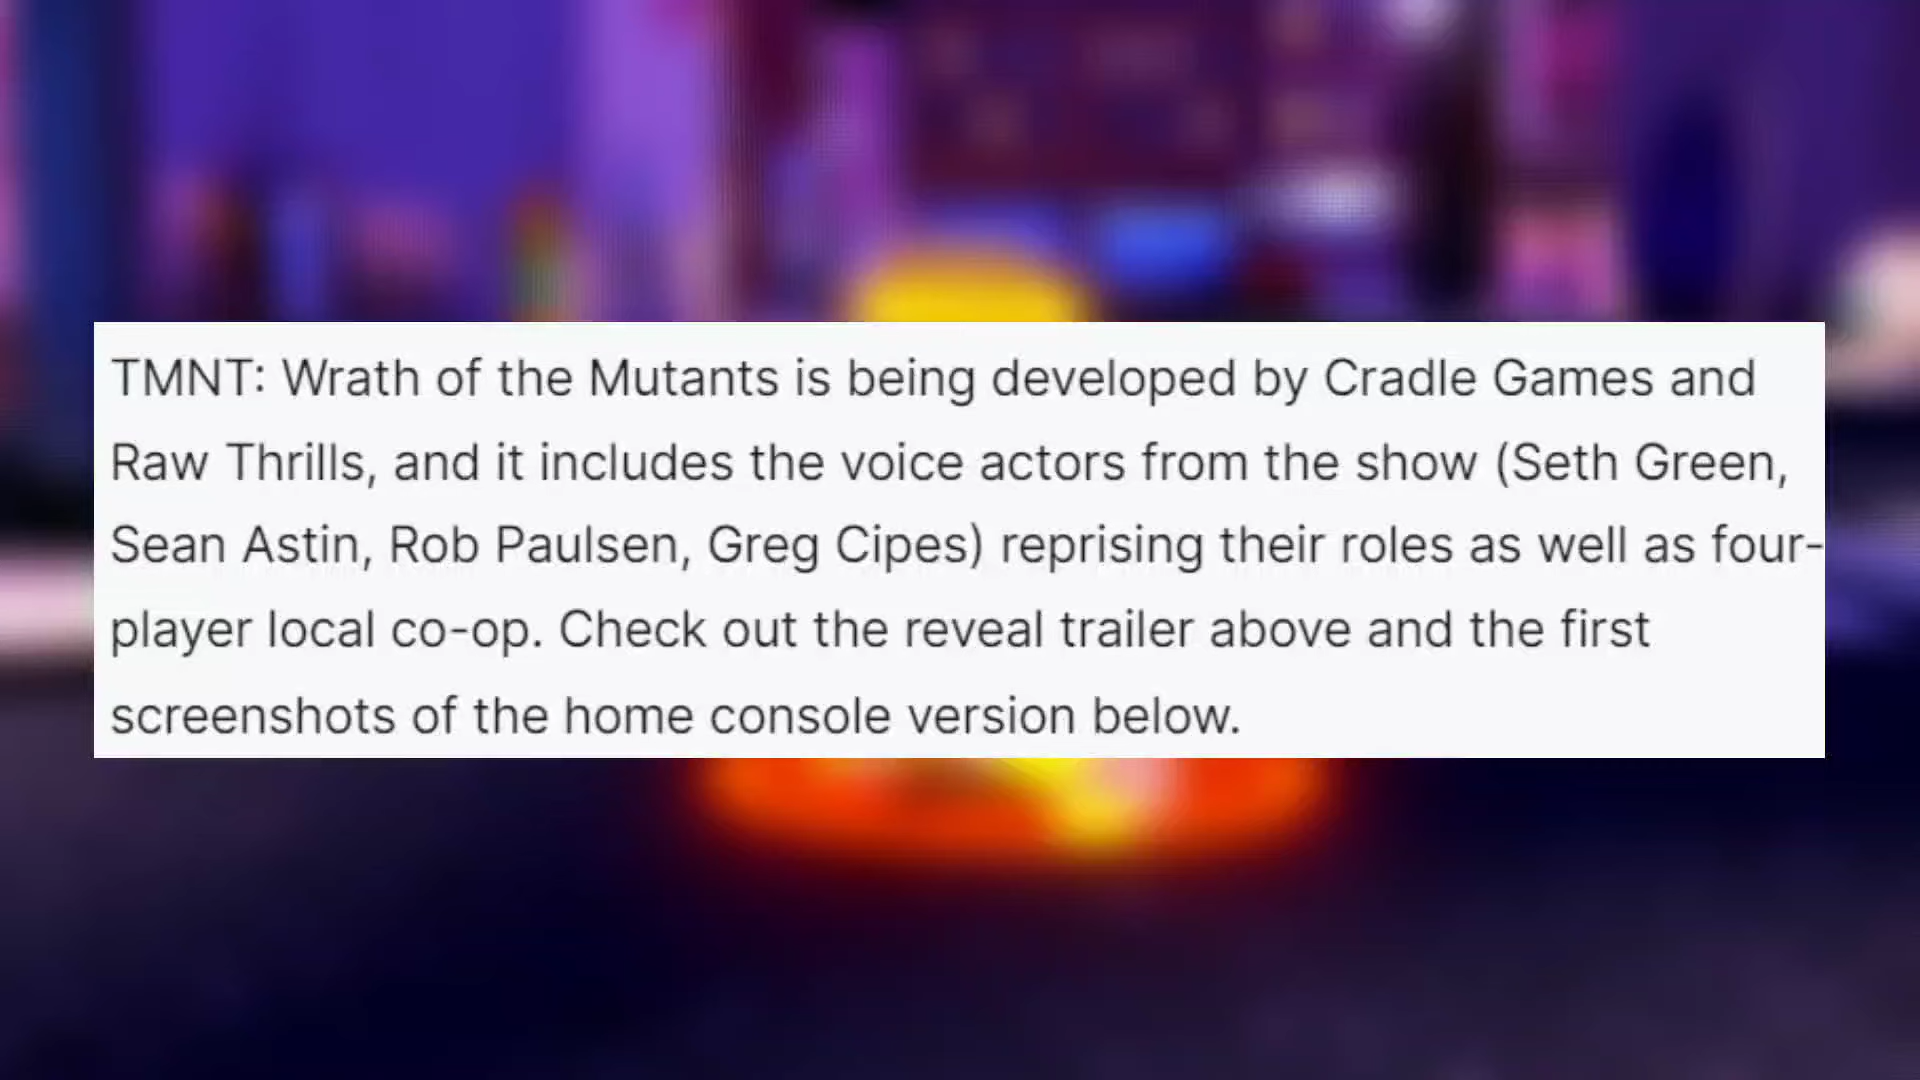 TMNT: Wrath of the Mutants is being developed by Cradle Games and
Raw Thrills, and it includes the voice actors from the show (Seth Green,
Sean Astin, Rob Paulsen, Greg Cipes) reprising their roles as well as four-
player local co-op. Check out the reveal trailer above and the first
screenshots of the home console version below.